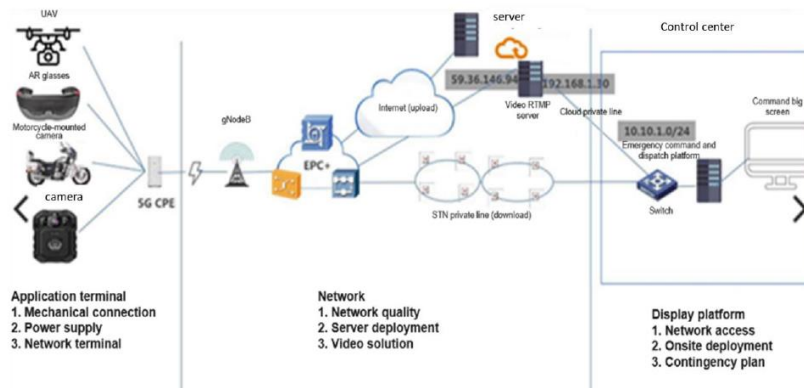 UAV
AR glasses
Motorcycle-mounted
camera
camera
5G CPE
gNodeB
EPC+
Internet (upload)
server
59.36.146.94
192.168.1.30
Video RTMP
server
Cloud private line
STN private line (download)
Control center
10.10.1.0/24
Emergency command and
dispatch platform
Switch
Command big
screen
Application terminal
1. Mechanical connection
2. Power supply
3. Network terminal
Network
1. Network quality
2. Server deployment
3. Video solution
Display platform
1. Network access
2. Onsite deployment
3. Contingency plan